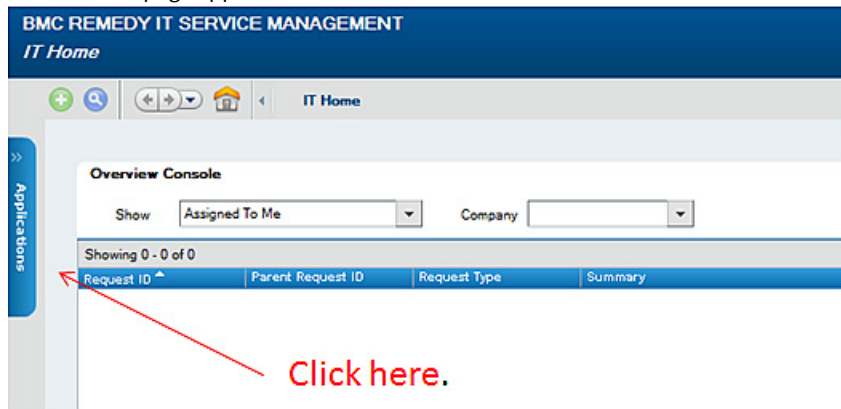 BMC REMEDY IT SERVICE MANAGEMENT
IT Home
IT Home
Applications
Overview Console
Show Assigned To Me Company
Showing 0 - 0 of 0
Request ID Parent Request ID Request Type Summary
Click here.